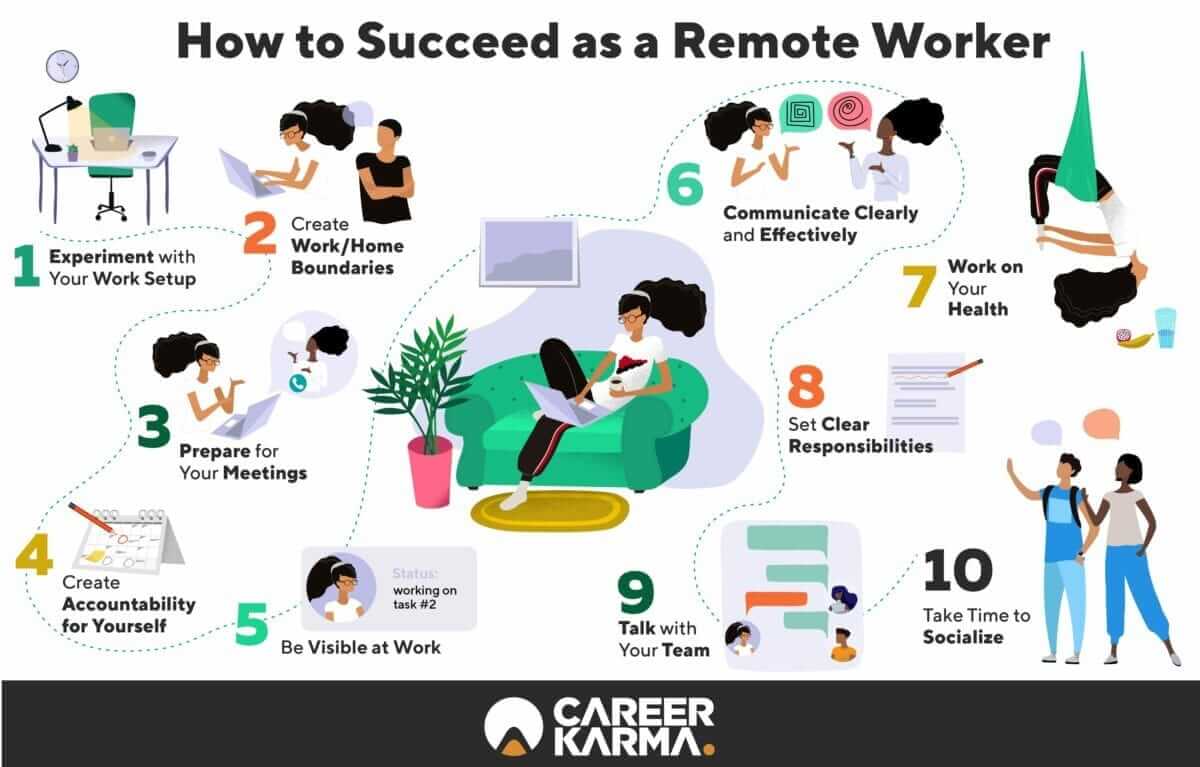 How to Succeed as a Remote Worker
1 Experiment with
Your Work Setup
2 Create
Work/Home
Boundaries
3 Prepare for
Your Meetings
4 Create
Accountability
for Yourself
5 Be Visible at Work
Status:
working on
task #2
6 Communicate Clearly
and Effectively
7 Work on
Your
Health
8 Set Clear
Responsibilities
9 Talk with
Your Team
10 Take Time to
Socialize
CAREER
KARMA.